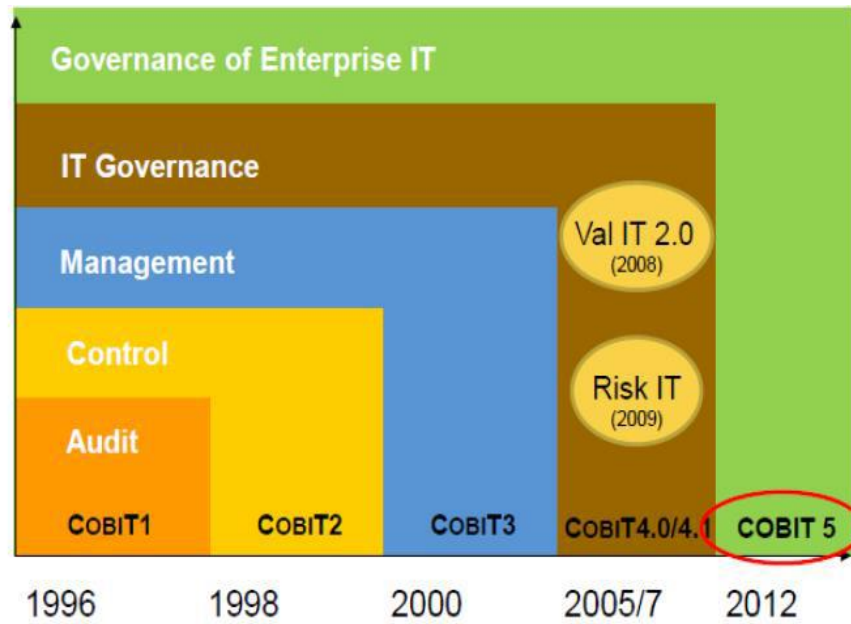 Governance of Enterprise IT
IT Governance
Val IT 2.0
(2008)
Management
Control
Risk IT
(2009)
Audit
COBIT1
COBIT2
COBIT3
COBIT4.0/4.1
COBIT 5
1996
1998
2000
2005/7
2012